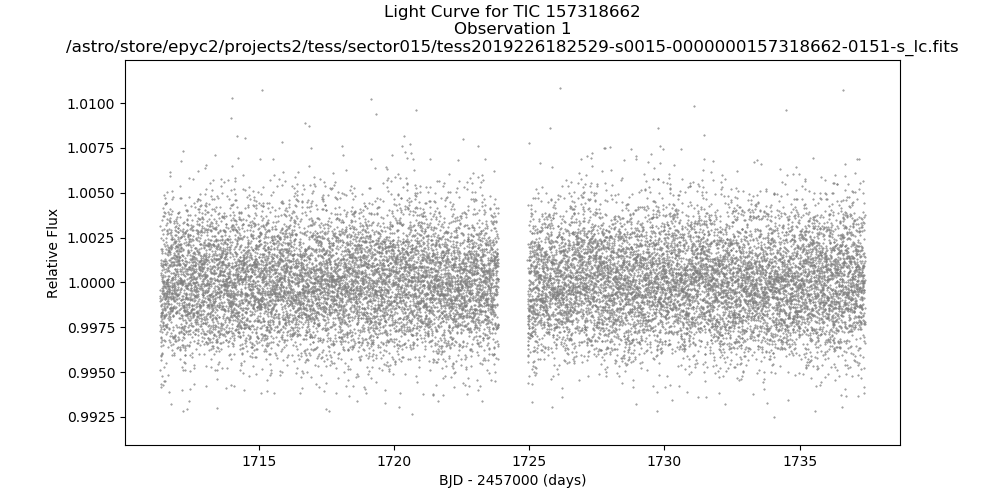 Light Curve for TIC 157318662
Observation 1
/astro/store/epyc2/projects2/tess/sector015/tess2019226182529-s0015-0000000157318662-0151-s_lc.fits
1.0100
1.0075
1.0050
1.0025
1.0000
0.9975
0.9950
0.9925
Relative Flux
1715
1720
1725
1730
1735
BJD - 2457000 (days)